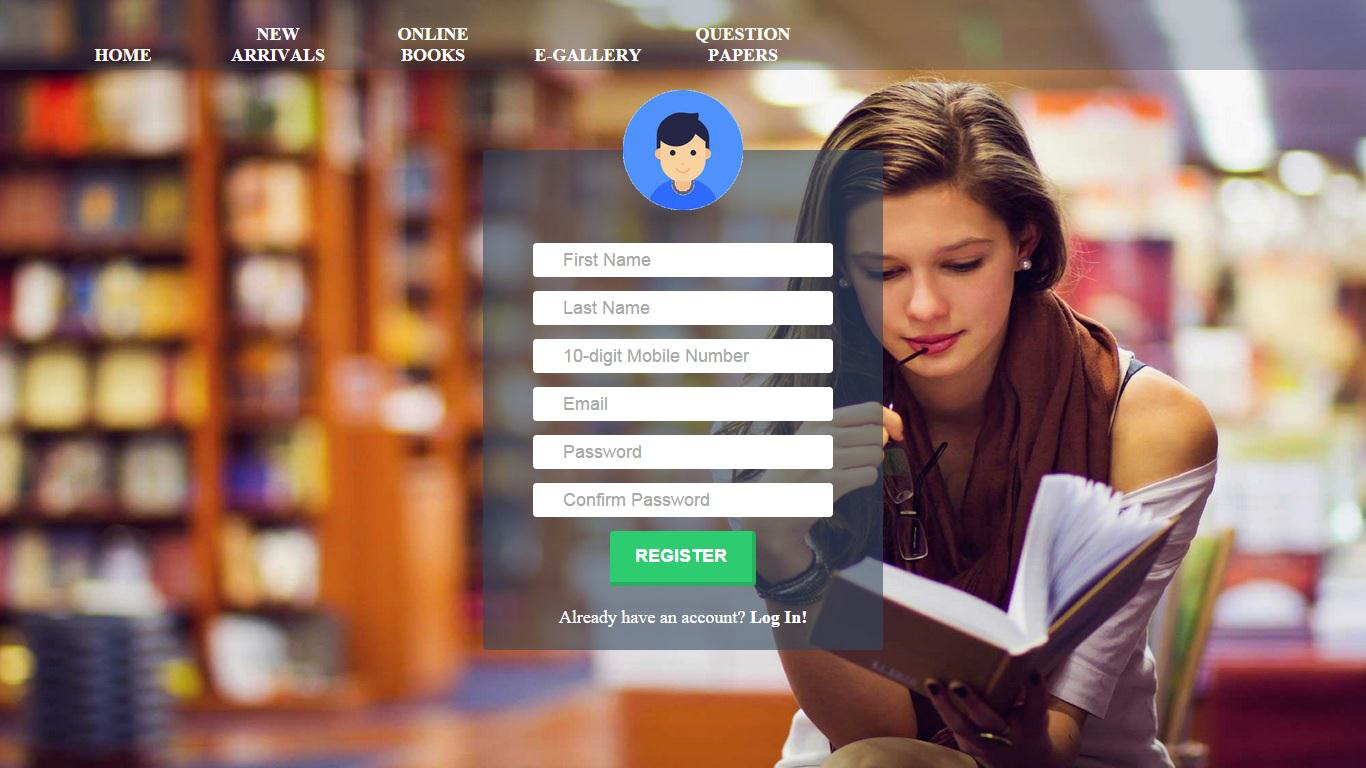 HOME
NEW
ARRIVALS
ONLINE
BOOKS
E-GALLERY
QUESTION
PAPERS
First Name
Last Name
10-digit Mobile Number
Email
Password
Confirm Password
REGISTER
Already have an account? Log In!